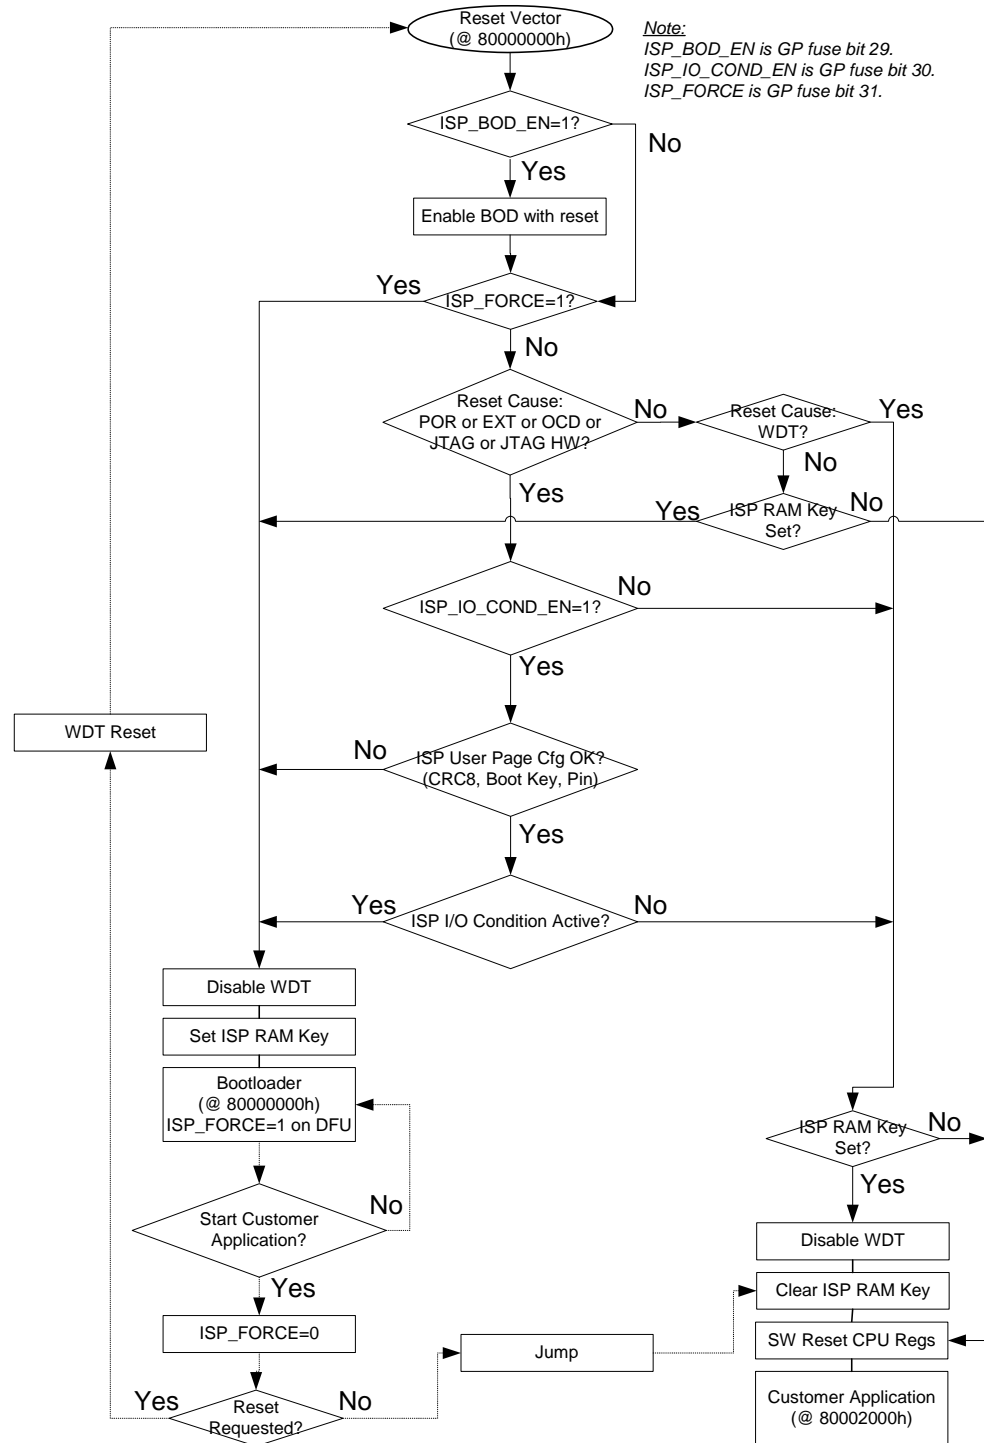 Reset Vector
(@ 80000000h)
Note:
ISP_BOD_EN is GP fuse bit 29.
ISP_IO_COND_EN is GP fuse bit 30.
ISP_FORCE is GP fuse bit 31.
ISP_BOD_EN=1?
No
Yes
Enable BOD with reset
Yes
ISP_FORCE=1?
No
Reset Cause:
POR or EXT or OCD or
JTAG or JTAG HW?
No
Reset Cause:
WDT?
Yes
No
Yes
Yes
ISP RAM Key
Set?
No
ISP_IO_COND_EN=1?
No
Yes
WDT Reset
No
ISP User Page Cfg OK?
(CRC8, Boot Key, Pin)
Yes
Yes
ISP I/O Condition Active?
No
Disable WDT
Set ISP RAM Key
Bootloader
(@ 80000000h)
ISP_FORCE=1 on DFU
ISP RAM Key
Set?
No
Yes
No
Start Customer
Application?
Yes
Disable WDT
Clear ISP RAM Key
ISP_FORCE=0
Jump
SW Reset CPU Regs
Yes
Reset
Requested?
No
Customer Application
(@ 80002000h)